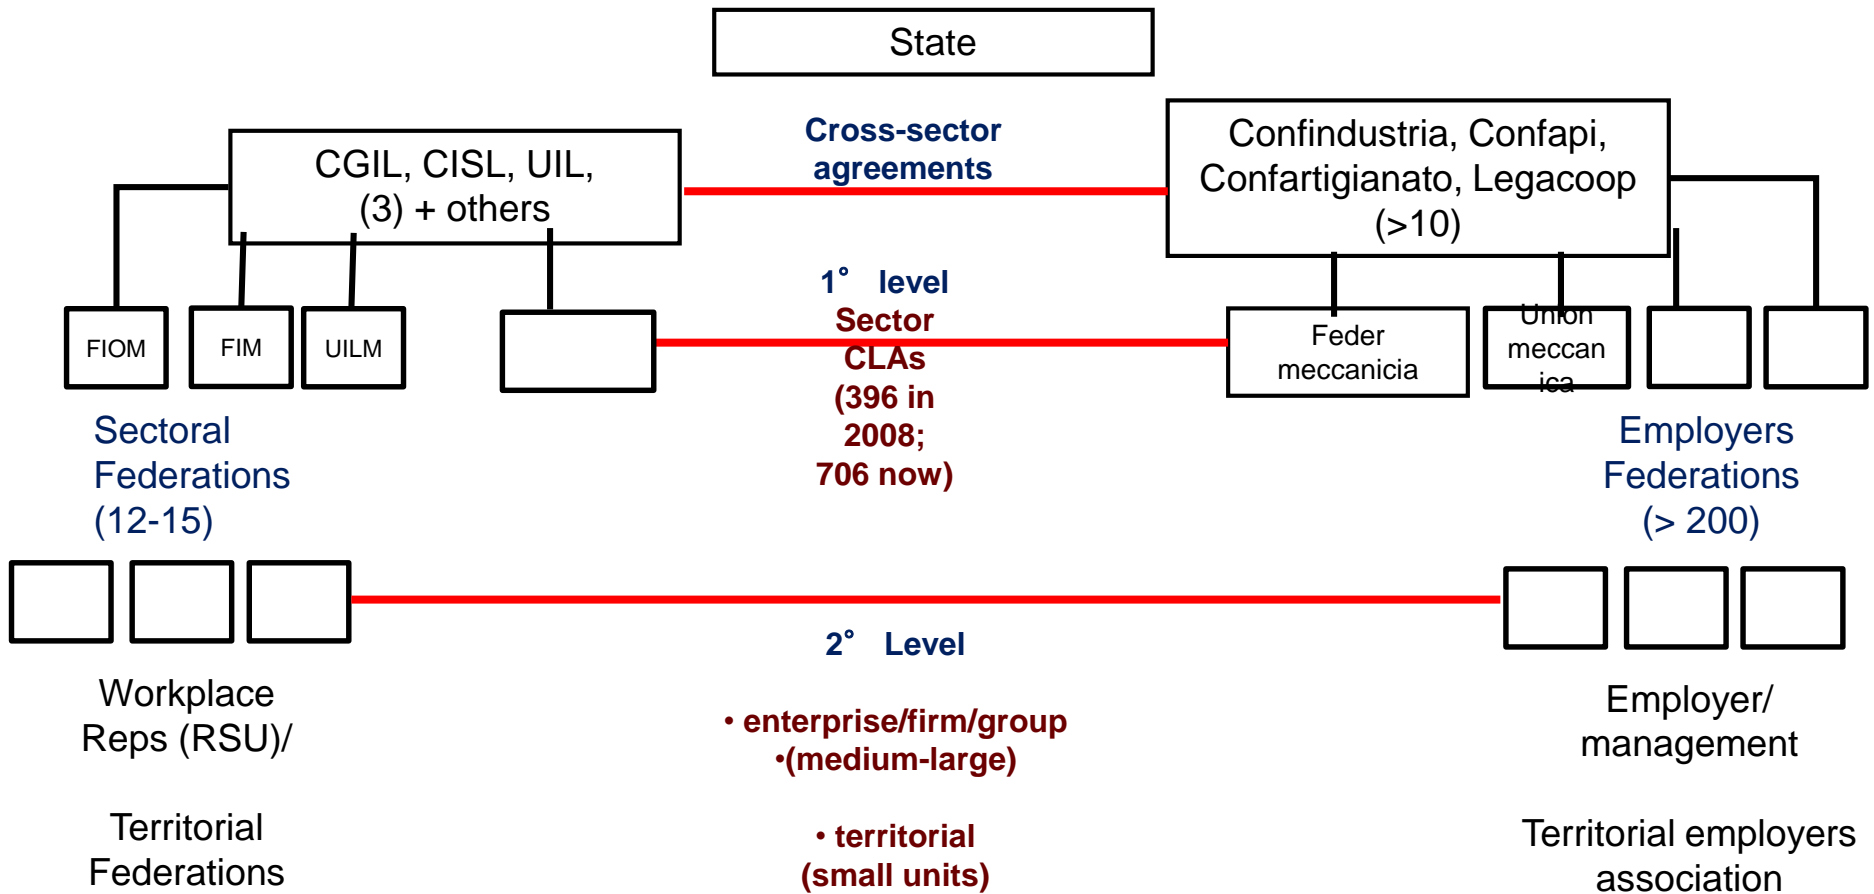 State
Cross-sector
agreements
CGIL, CISL, UIL,
(3) + others
Confindustria, Confapi,
Confartigianato, Legacoop
(>10)
1° level
Sector
CLAs
(396 in
2008;
706 now)
FIOM
FIM
UILM
Feder
meccanicia
Union
meccan
ica
Sectoral
Federations
(12-15)
Employers
Federations
(> 200)
2° Level
Workplace
Reps (RSU)/
Territorial
Federations
• enterprise/firm/group
•(medium-large)
• territorial
(small units)
Employer/
management
Territorial employers
association